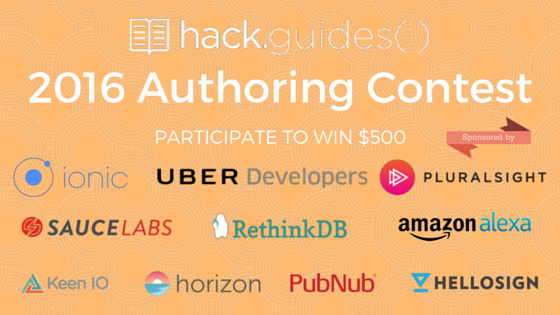 hack.guides()
2016 Authoring Contest
PARTICIPATE TO WIN $500
Sponsored by
ionic UBER Developers PLURALSIGHT
SAUCELABS RethinkDB amazon alexa
Keen IO horizon PubNub HELLOSIGN